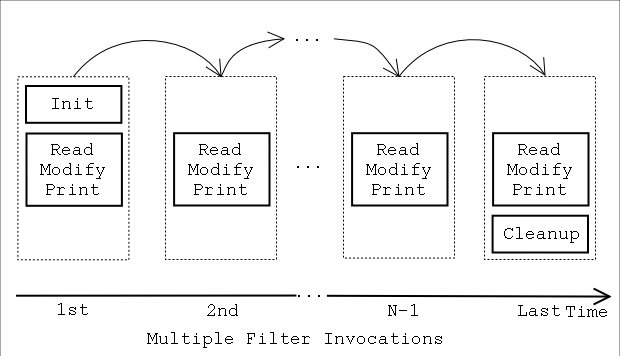 ...
Init
Read
Modify
Print
Read
Modify
Print
...
Read
Modify
Print
Read
Modify
Print
Cleanup
...
1st 2nd N-1 Last Time
Multiple Filter Invocations